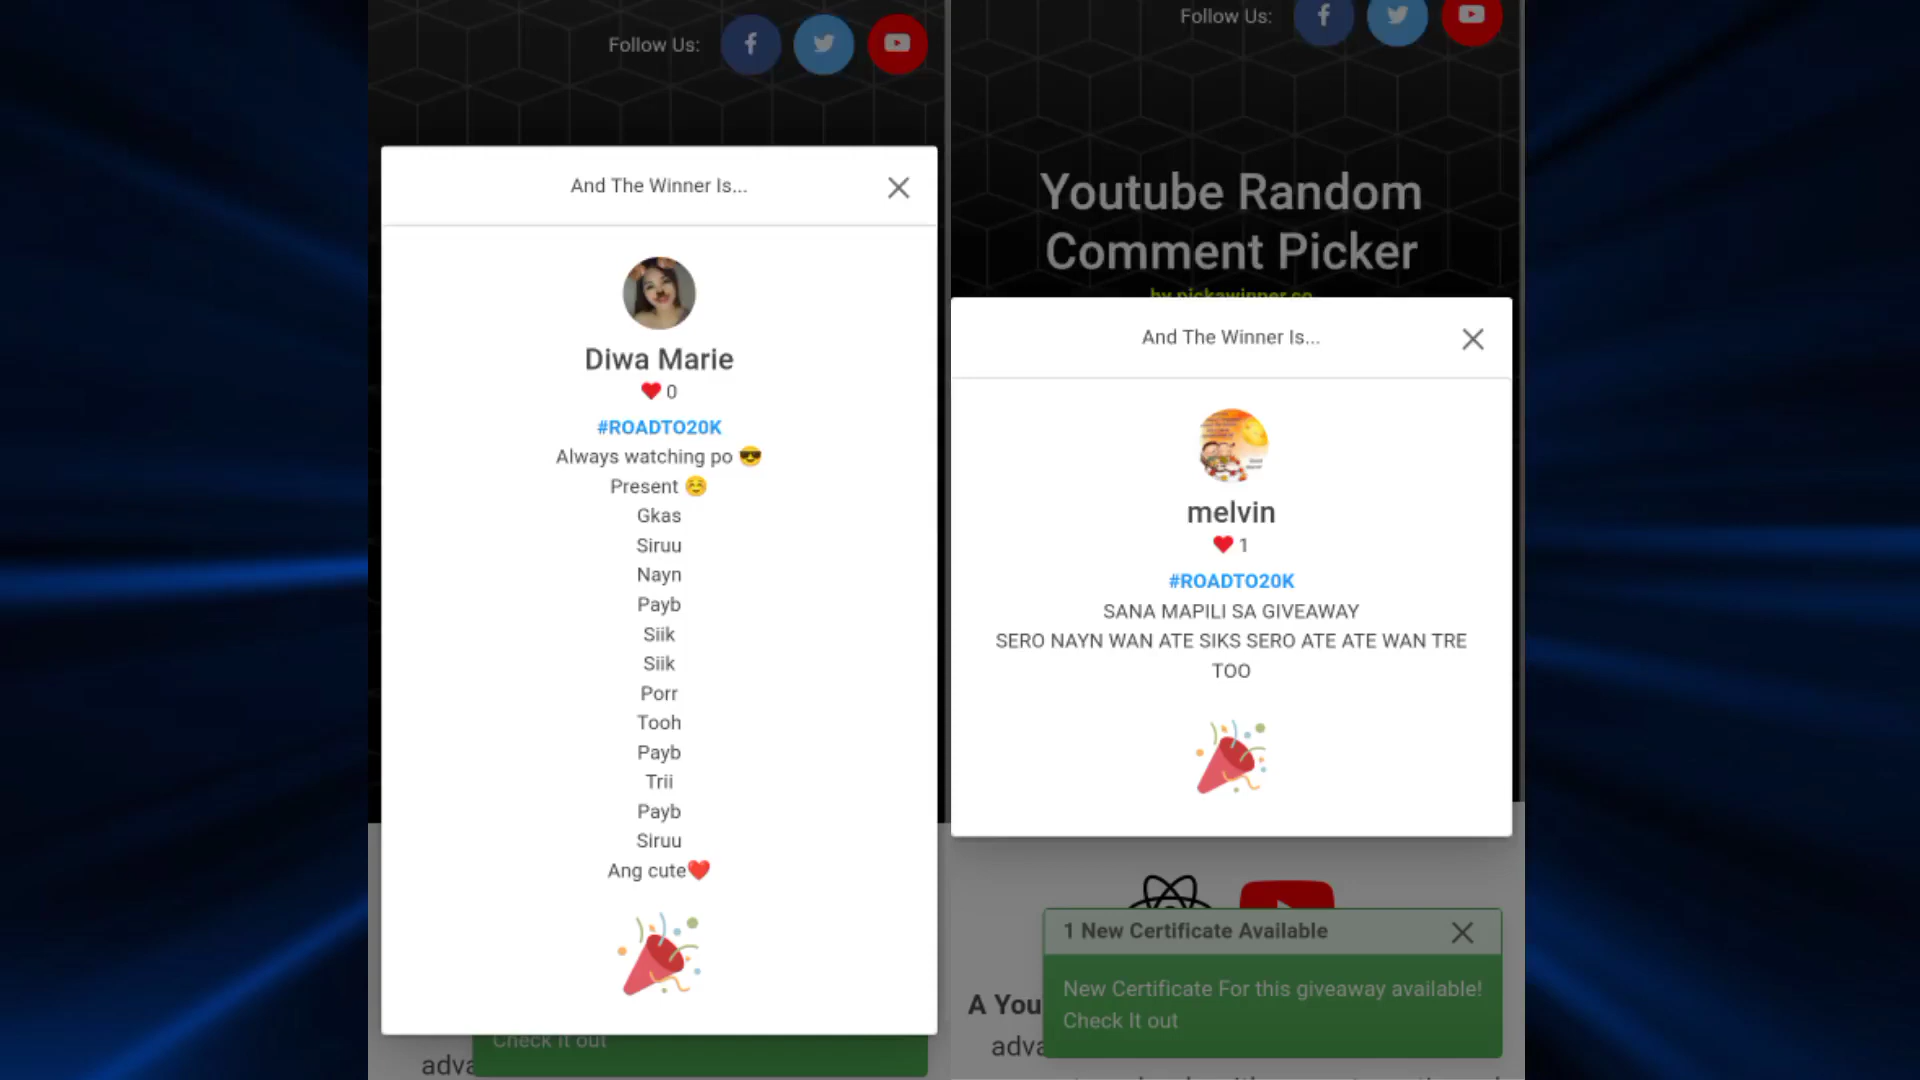 Follow Us:
And The Winner Is...
Diwa Marie
❤ 0
#ROADTO20K
Always watching po 😎
Present ☺️
Gkas
Siruu
Nayn
Payb
Siik
Siik
Porr
Tooh
Payb
Trii
Payb
Siruu
Ang cute❤️
Check It out
adva
Follow Us:
Youtube Random
Comment Picker
by pickawinner.co
And The Winner Is...
melvin
❤ 1
#ROADTO20K
SANA MAPILI SA GIVEAWAY
SERO NAYN WAN ATE SIKS SERO ATE ATE WAN TRE
TOO
1 New Certificate Available
New Certificate For this giveaway available!
Check It out
A You
adva